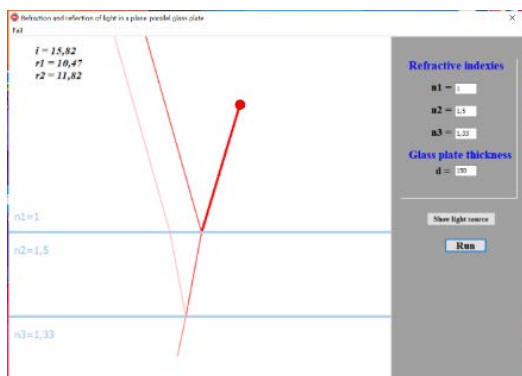 Refraction and reflection of light in a plane-parallel glass plate
Fail
i = 15,82
r1 = 10,47
r2 = 11,82
n1=1
n2=1,5
n3=1,33
Refractive indexies
n1 = 1
n2 = 1,5
n3 = 1,33
Glass plate thickness
d = 150
Show light source
Run